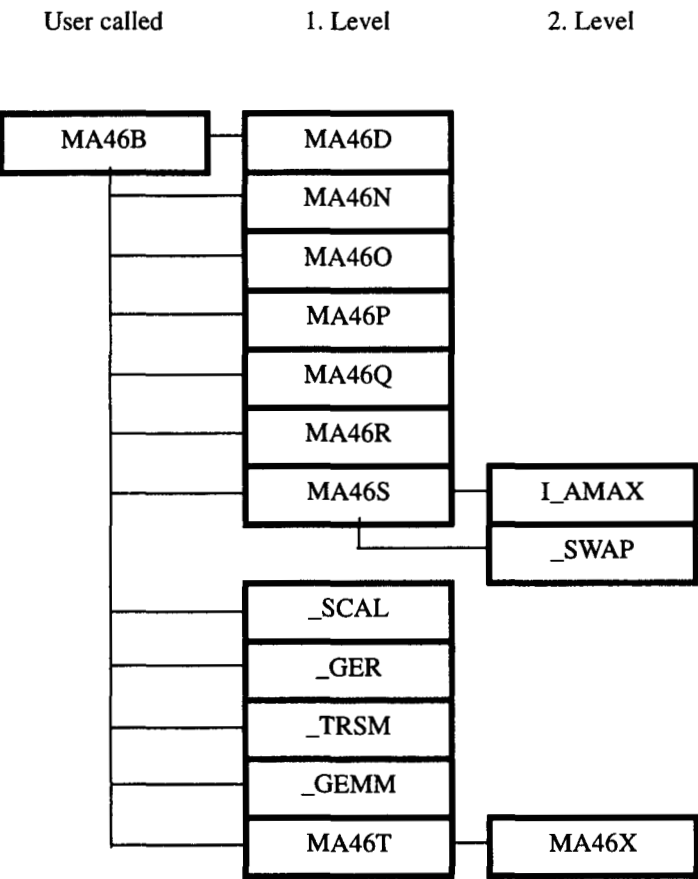 User called 1. Level 2. Level
MA46B MA46D
MA46N
MA46O
MA46P
MA46Q
MA46R
MA46S I_AMAX
_SWAP
_SCAL
_GER
_TRSM
_GEMM
MA46T MA46X